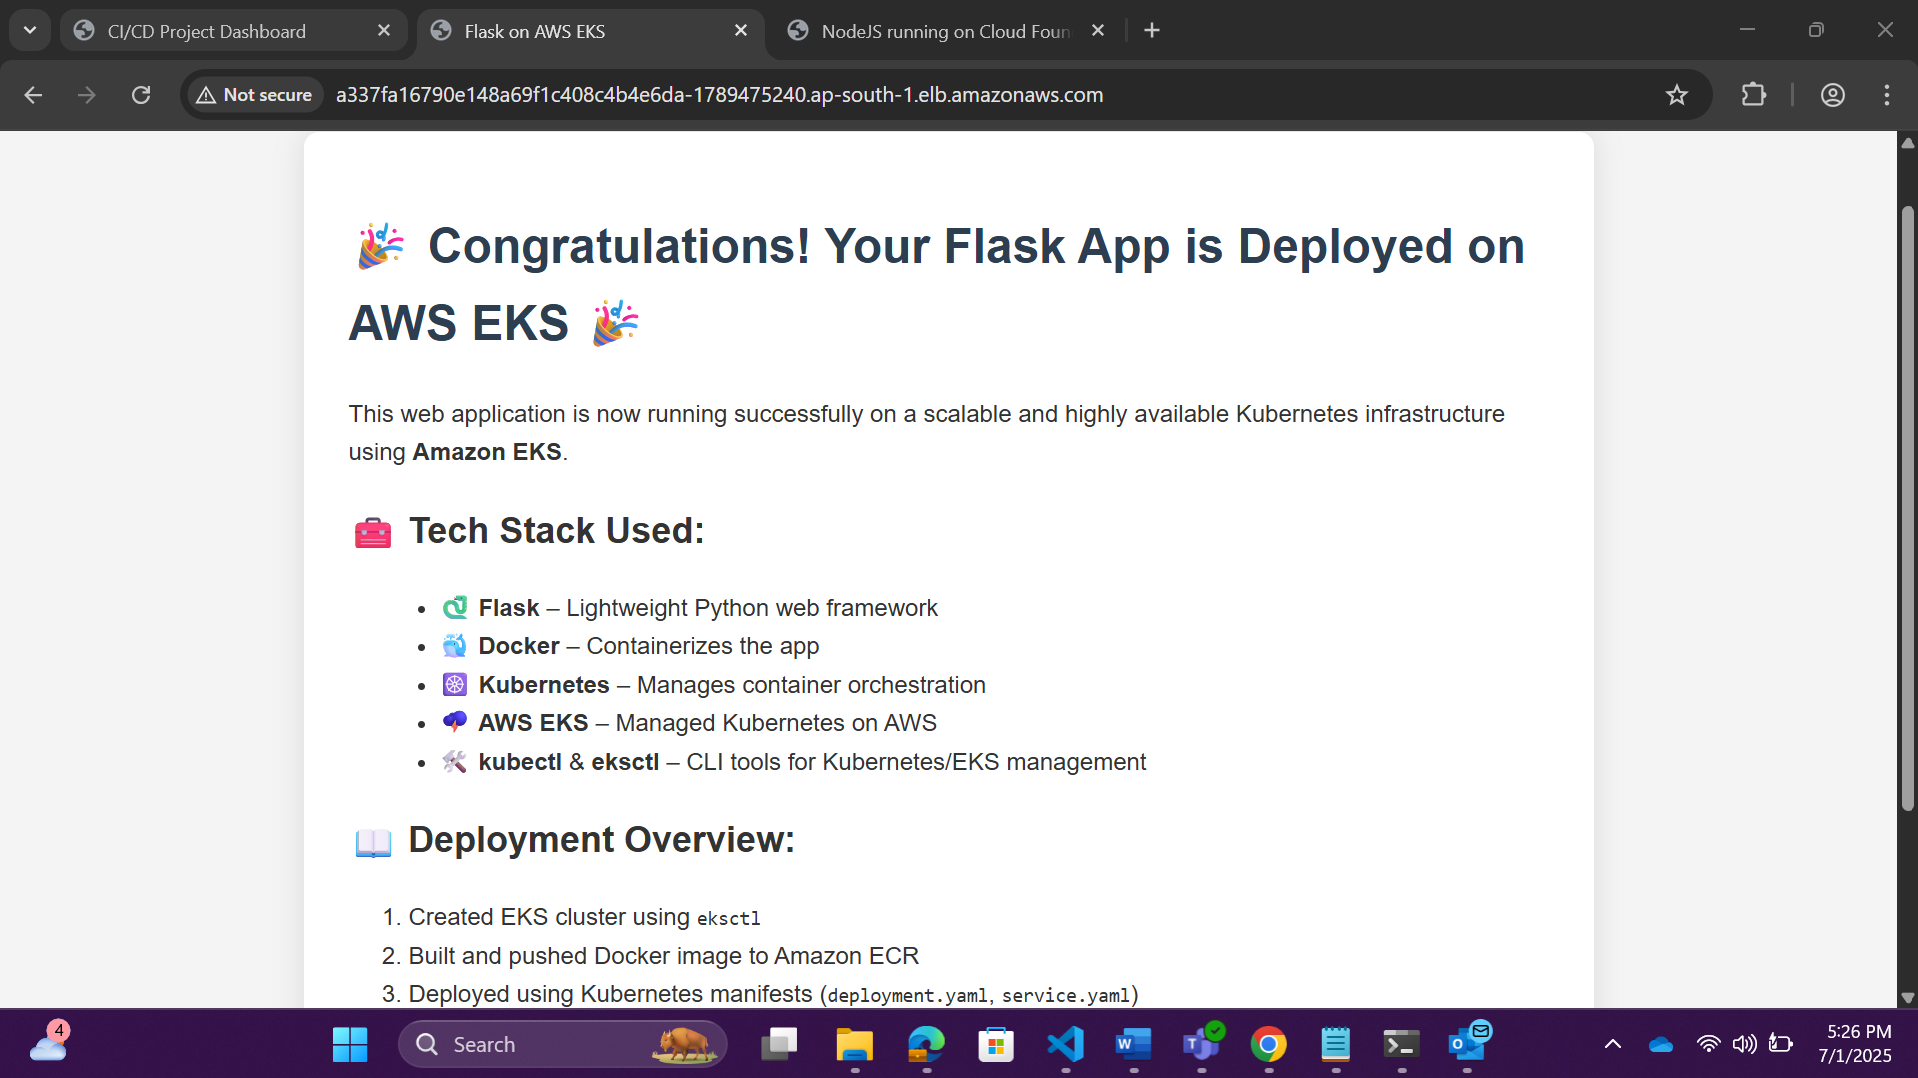 CI/CD Project Dashboard
Flask on AWS EKS
NodeJS running on Cloud Foun
Not secure
a337fa16790e148a69f1c408c4b4e6da-1789475240.ap-south-1.elb.amazonaws.com
🎉 Congratulations! Your Flask App is Deployed on
AWS EKS 🎉
This web application is now running successfully on a scalable and highly available Kubernetes infrastructure
using Amazon EKS.
🧰 Tech Stack Used:
• 🐍 Flask – Lightweight Python web framework
• 🐳 Docker – Containerizes the app
• ☸ Kubernetes – Manages container orchestration
• 🌩 AWS EKS – Managed Kubernetes on AWS
• 🛠 kubectl & eksctl – CLI tools for Kubernetes/EKS management
📖 Deployment Overview:
1. Created EKS cluster using eksctl
2. Built and pushed Docker image to Amazon ECR
3. Deployed using Kubernetes manifests (deployment.yaml, service.yaml)
4
Search
5:26 PM
7/1/2025